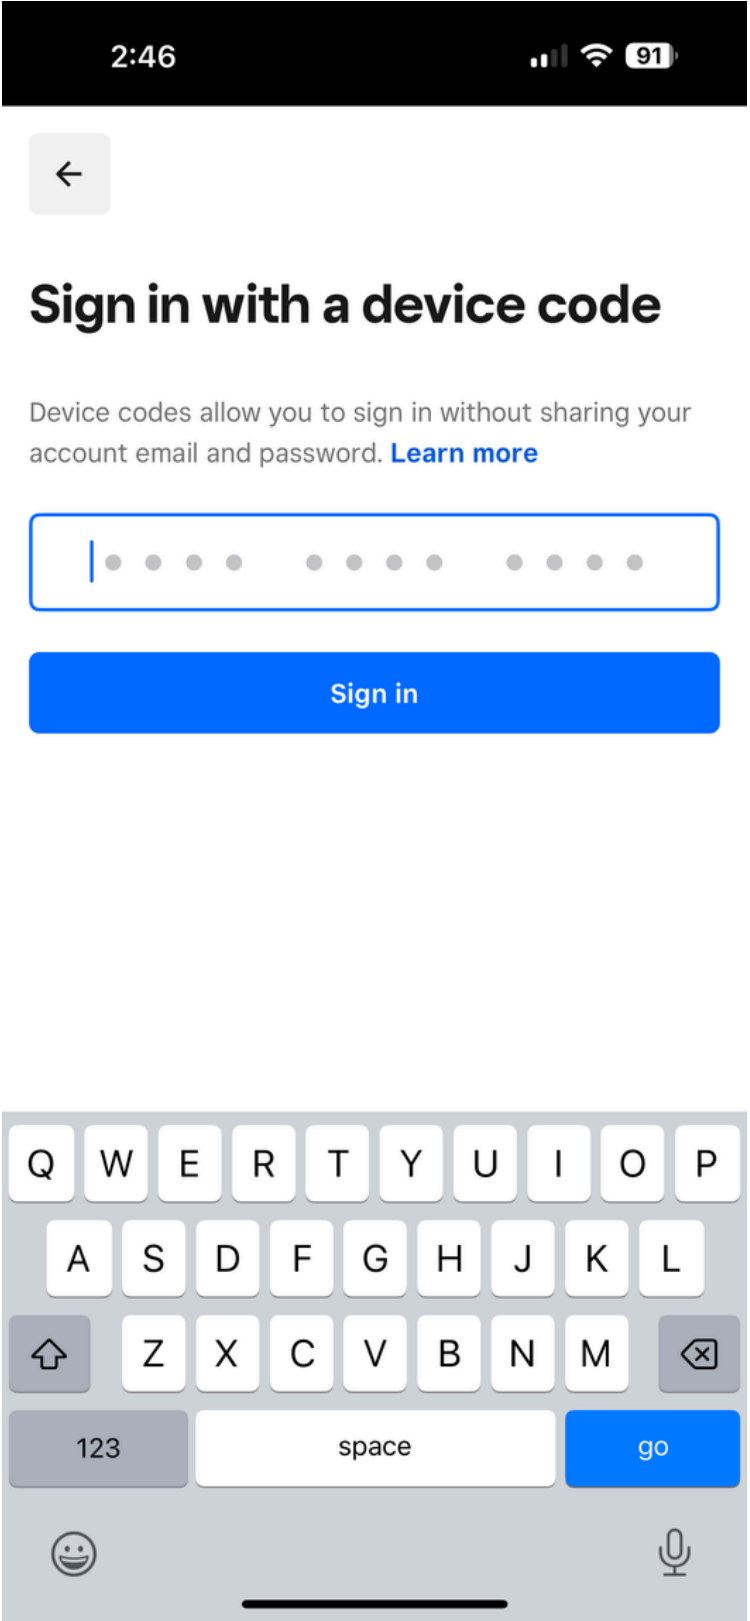 2:46
91
Sign in with a device code
Device codes allow you to sign in without sharing your
account email and password. Learn more
Sign in
Q W E R T Y U I O P
A S D F G H J K L
Z X C V B N M
123 space go